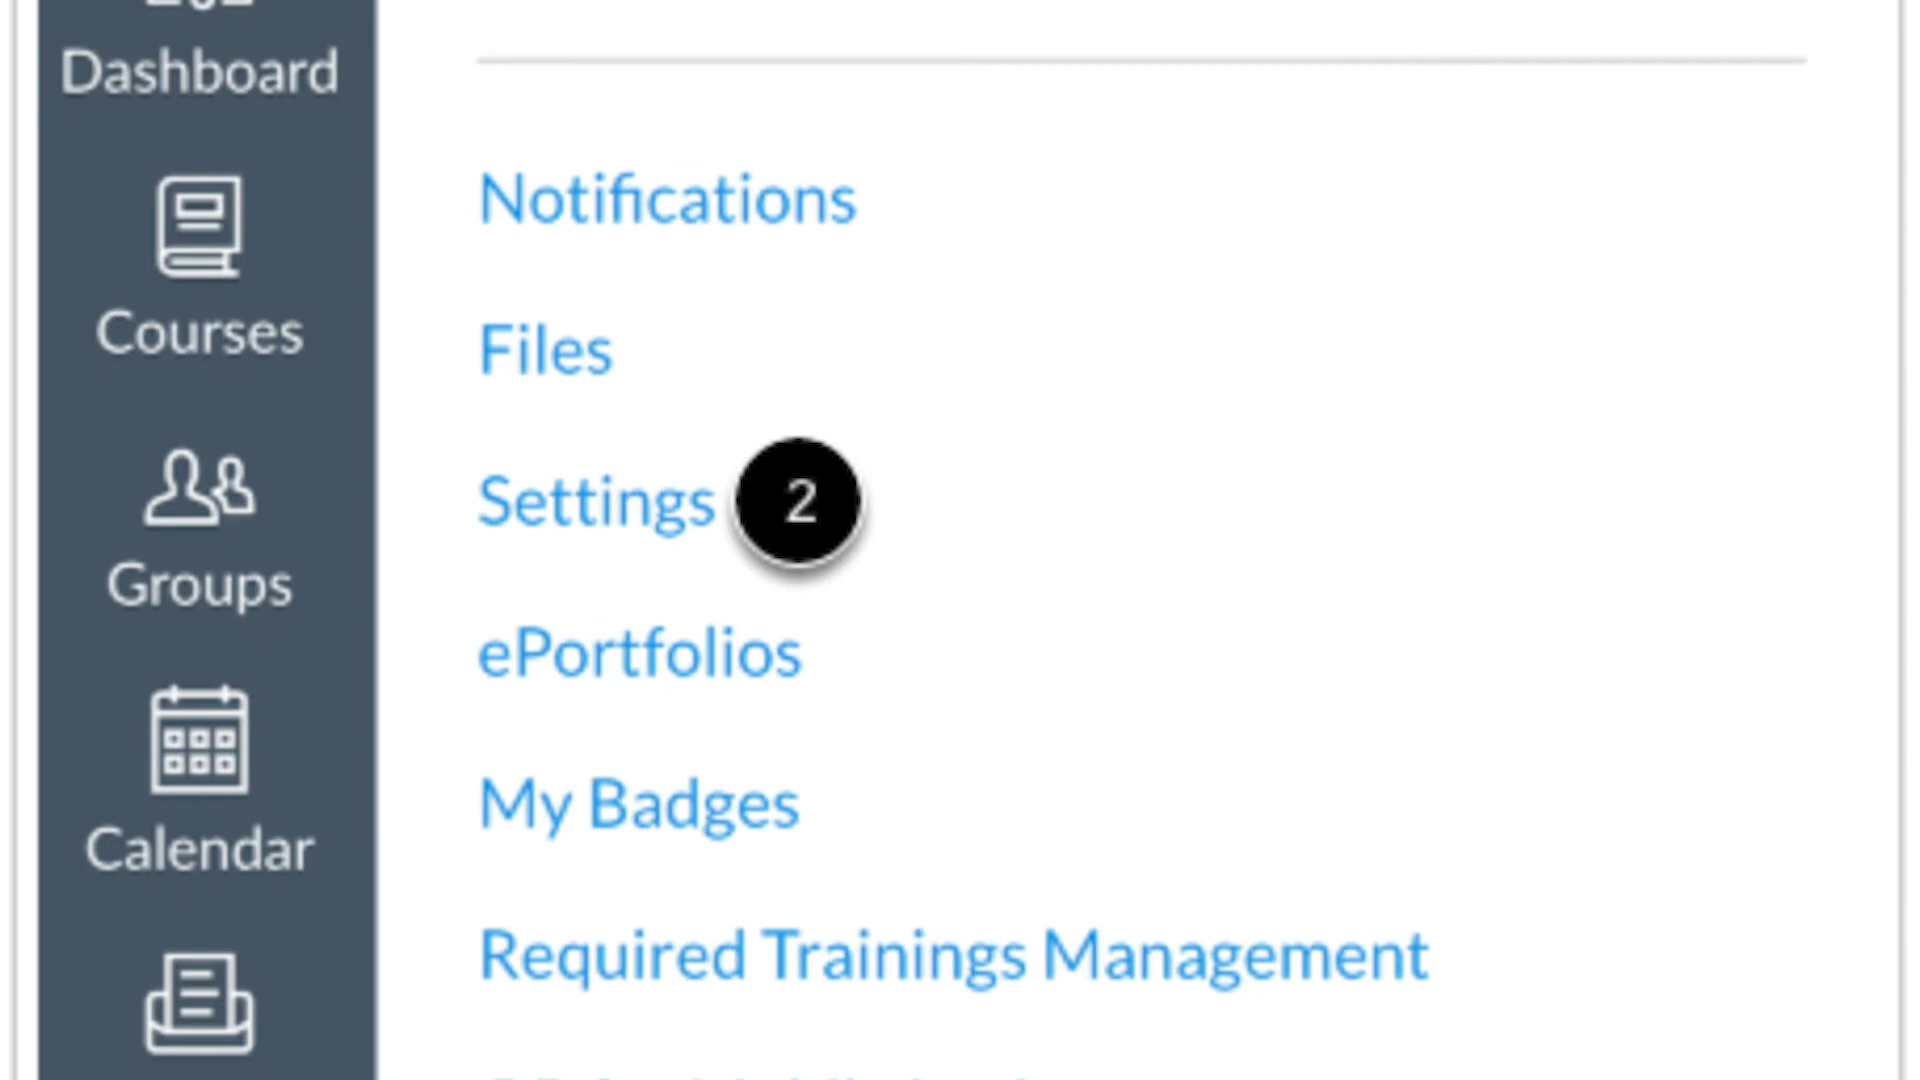 Dashboard
Courses
Groups
Calendar
Notifications
Files
Settings 2
ePortfolios
My Badges
Required Trainings Management